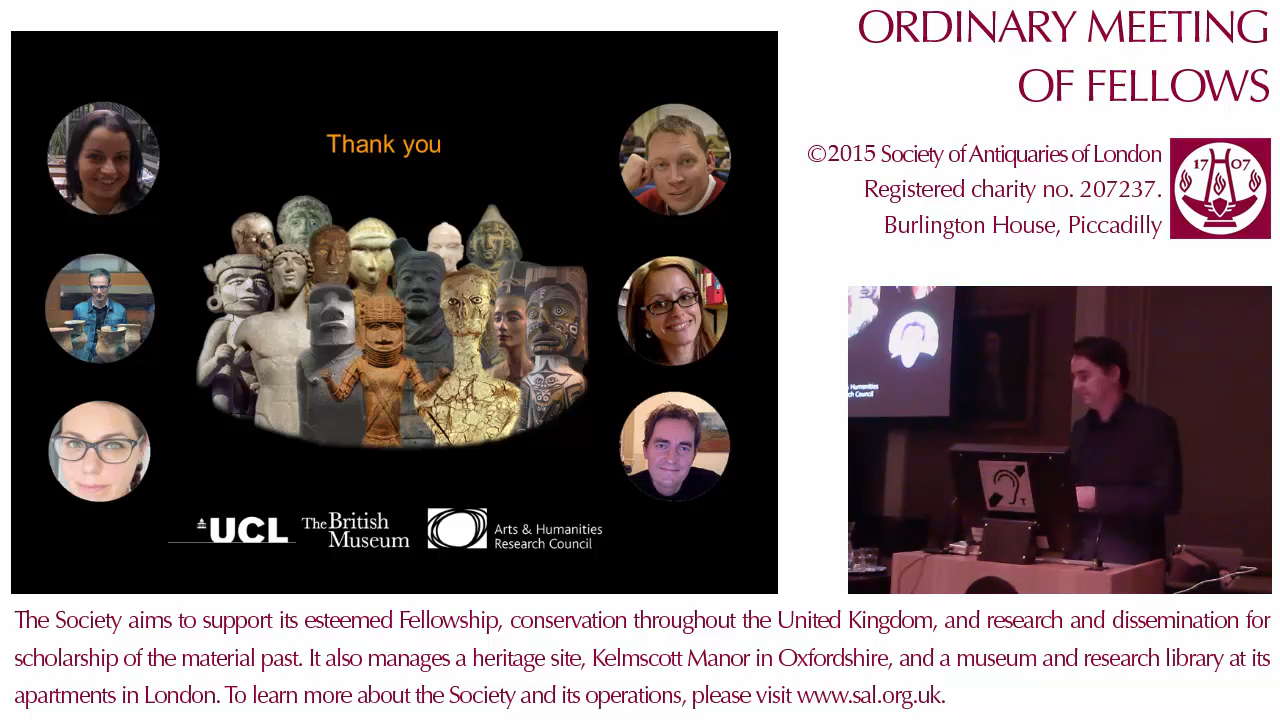 ORDINARY MEETING
OF FELLOWS
©2015 Society of Antiquaries of London
Registered charity no. 207237.
Burlington House, Piccadilly
17 07
Thank you
UCL
The British
Museum
Arts & Humanities
Research Council
Humanities
Council
T
The Society aims to support its esteemed Fellowship, conservation throughout the United Kingdom, and research and dissemination for
scholarship of the material past. It also manages a heritage site, Kelmscott Manor in Oxfordshire, and a museum and research library at its
apartments in London. To learn more about the Society and its operations, please visit www.sal.org.uk.